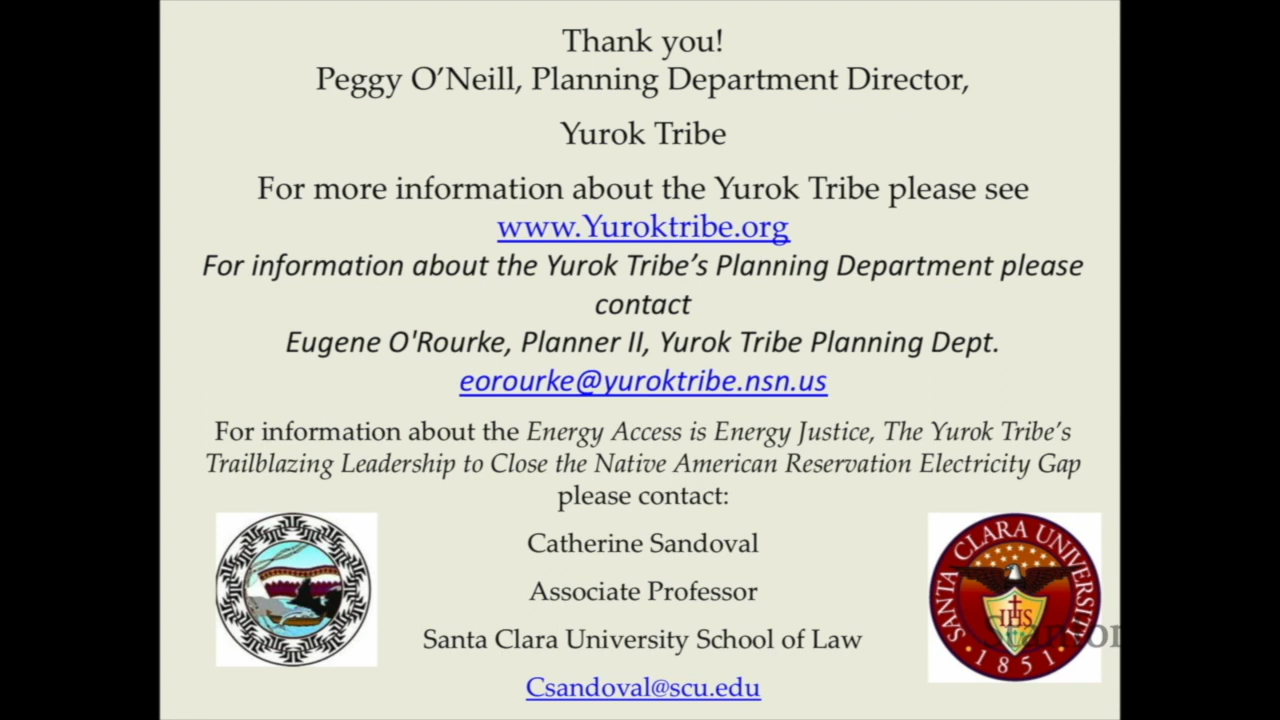 Thank you!
Peggy O’Neill, Planning Department Director,
Yurok Tribe
For more information about the Yurok Tribe please see
www.Yuroktribe.org
For information about the Yurok Tribe’s Planning Department please
contact
Eugene O'Rourke, Planner II, Yurok Tribe Planning Dept.
eorourke@yuroktribe.nsn.us
For information about the Energy Access is Energy Justice, The Yurok Tribe’s
Trailblazing Leadership to Close the Native American Reservation Electricity Gap
please contact:
Catherine Sandoval
Associate Professor
Santa Clara University School of Law
Csandoval@scu.edu
SANTA CLARA UNIVERSITY
IHS
1851